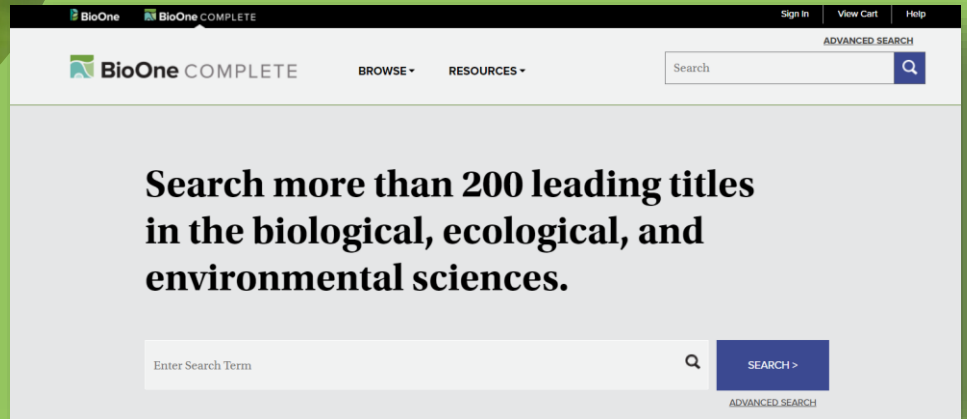 BioOne BioOne COMPLETE Sign In View Cart Help
ADVANCED SEARCH
BioOne COMPLETE BROWSE RESOURCES Search
Search more than 200 leading titles
in the biological, ecological, and
environmental sciences.
Enter Search Term SEARCH >
ADVANCED SEARCH